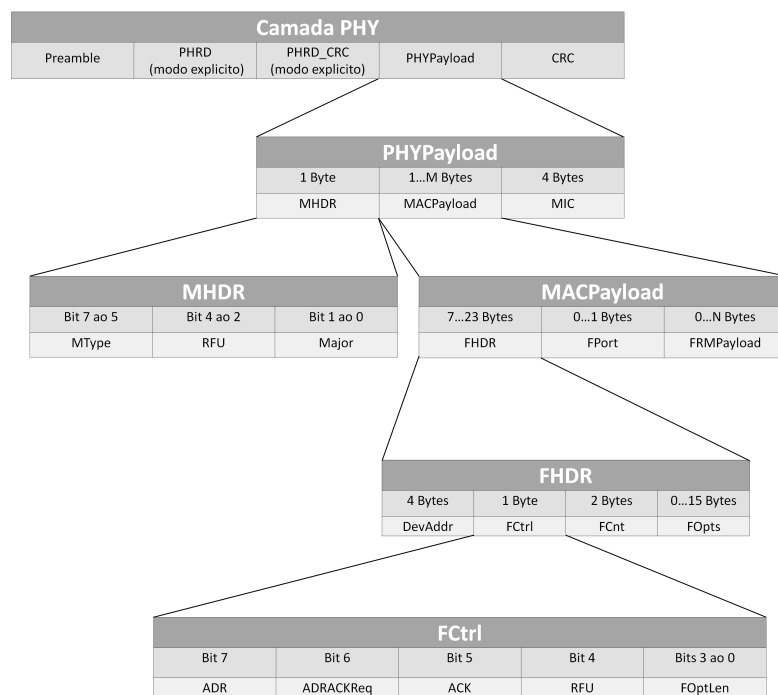 Camada PHY
Preamble
PHRD
(modo explicito)
PHRD_CRC
(modo explicito)
PHYPayload
CRC
PHYPayload
1 Byte
1...M Bytes
4 Bytes
MHDR
MACPayload
MIC
MHDR
Bit 7 ao 5
Bit 4 ao 2
Bit 1 ao 0
MType
RFU
Major
MACPayload
7...23 Bytes
0...1 Bytes
0...N Bytes
FHDR
FPort
FRMPayload
FHDR
4 Bytes
1 Byte
2 Bytes
0...15 Bytes
DevAddr
FCtrl
FCnt
FOpts
FCtrl
Bit 7
Bit 6
Bit 5
Bit 4
Bits 3 ao 0
ADR
ADRACKReq
ACK
RFU
FOptLen